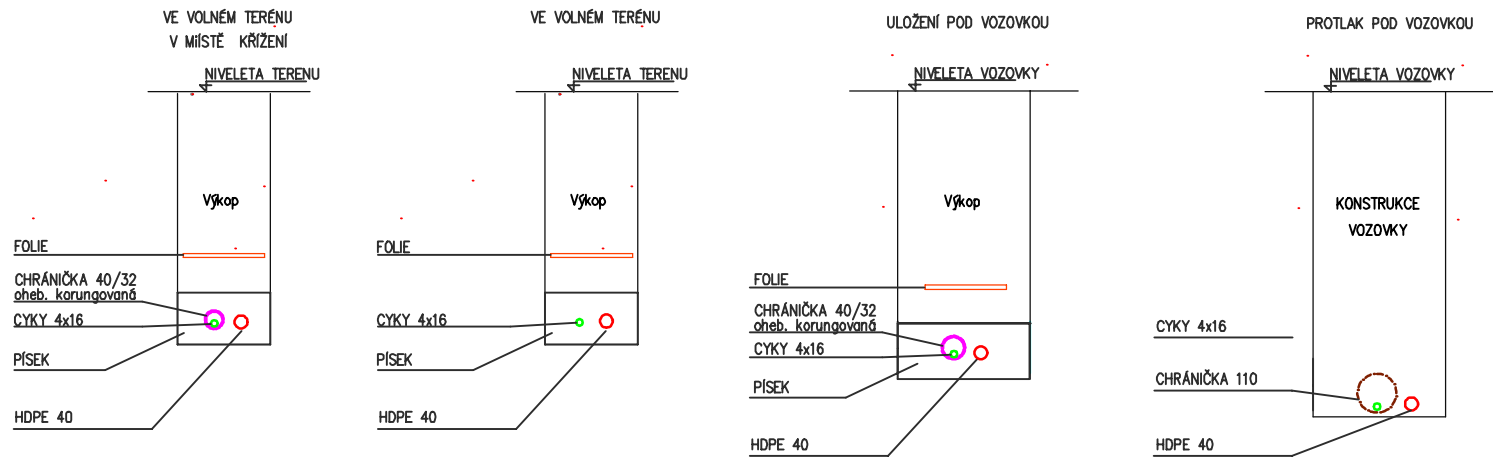 VE VOLNÉM TERÉNU
V MÍÍSTĚ KŘÍŽENÍ
NIVELETA TERENU
Výkop
FOLIE
CHRÁNIČKA 40/32
oheb. korungovaná
CYKY 4x16
PÍSEK
HDPE 40
VE VOLNÉM TERÉNU
NIVELETA TERENU
Výkop
FOLIE
CYKY 4x16
PÍSEK
HDPE 40
ULOŽENÍ POD VOZOVKU
NIVELETA VOZOVKY
Výkop
FOLIE
CHRÁNIČKA 40/32
oheb. korungovaná
CYKY 4x16
PÍSEK
HDPE 40
PROTLAK POD VOZOVKOU
NIVELETA VOZOVKY
KONSTRUKCE
VOZOVKY
CYKY 4x16
CHRÁNIČKA 110
HDPE 40